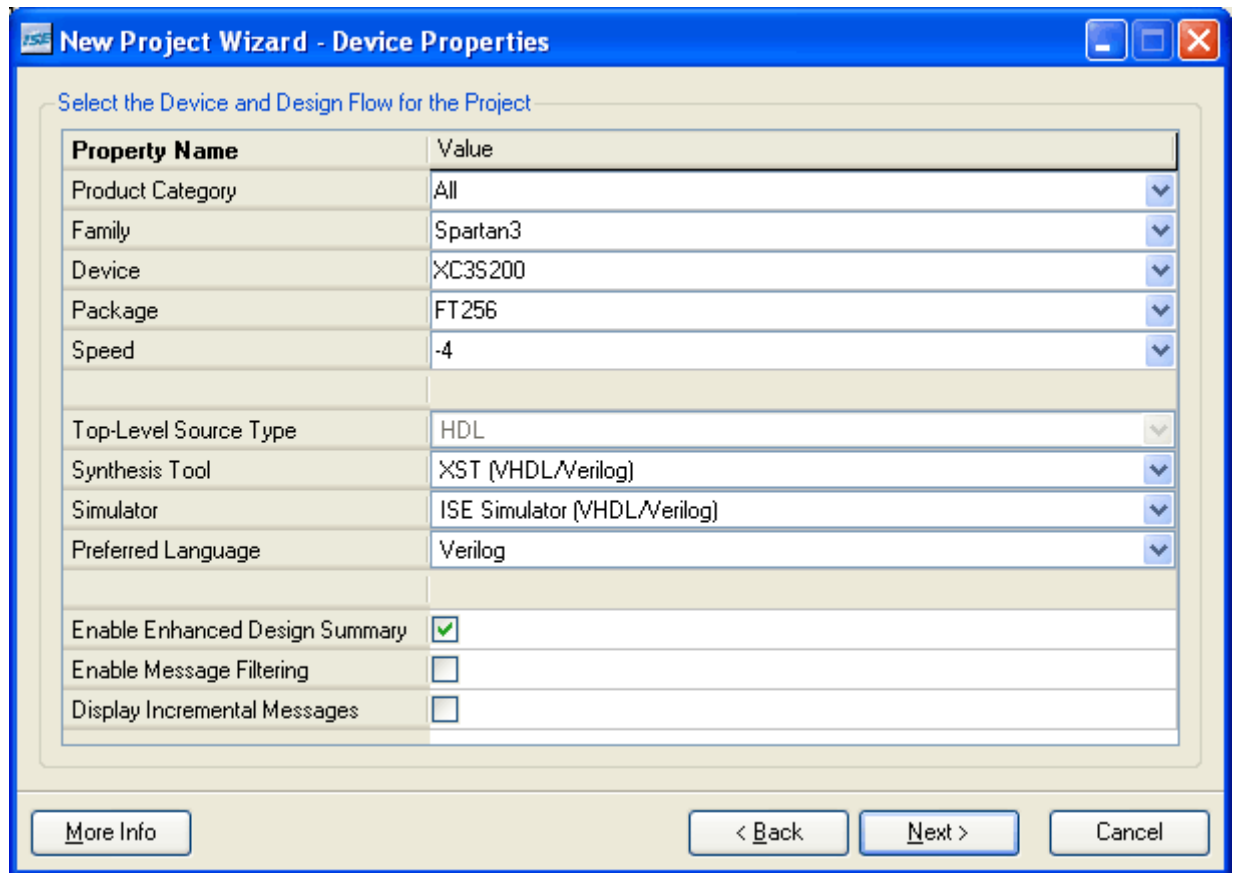 ISE New Project Wizard - Device Properties
Select the Device and Design Flow for the Project
Property Name Value
Product Category All
Family Spartan3
Device XC3S200
Package FT256
Speed -4
Top-Level Source Type HDL
Synthesis Tool XST (VHDL/Verilog)
Simulator ISE Simulator (VHDL/Verilog)
Preferred Language Verilog
Enable Enhanced Design Summary
Enable Message Filtering
Display Incremental Messages
More Info < Back Next > Cancel